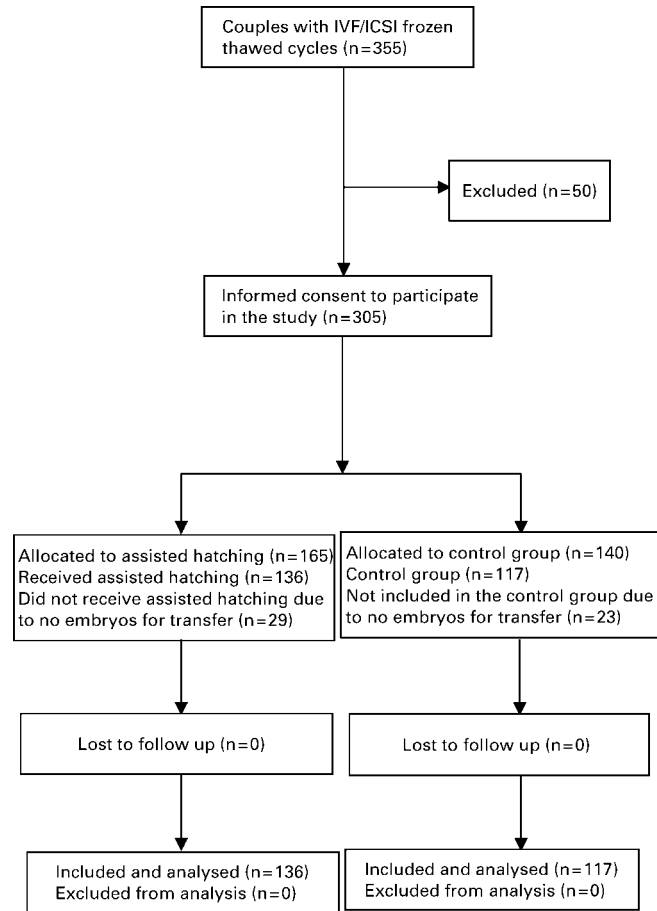 Couples with IVF/ICSI frozen
thawed cycles (n=355)
Excluded (n=50)
Informed consent to participate
in the study (n=305)
Allocated to assisted hatching (n=165)
Received assisted hatching (n=136)
Did not receive assisted hatching due
to no embryos for transfer (n=29)
Allocated to control group (n=140)
Control group (n=117)
Not included in the control group due
to no embryos for transfer (n=23)
Lost to follow up (n=0)
Lost to follow up (n=0)
Included and analysed (n=136)
Excluded from analysis (n=0)
Included and analysed (n=117)
Excluded from analysis (n=0)